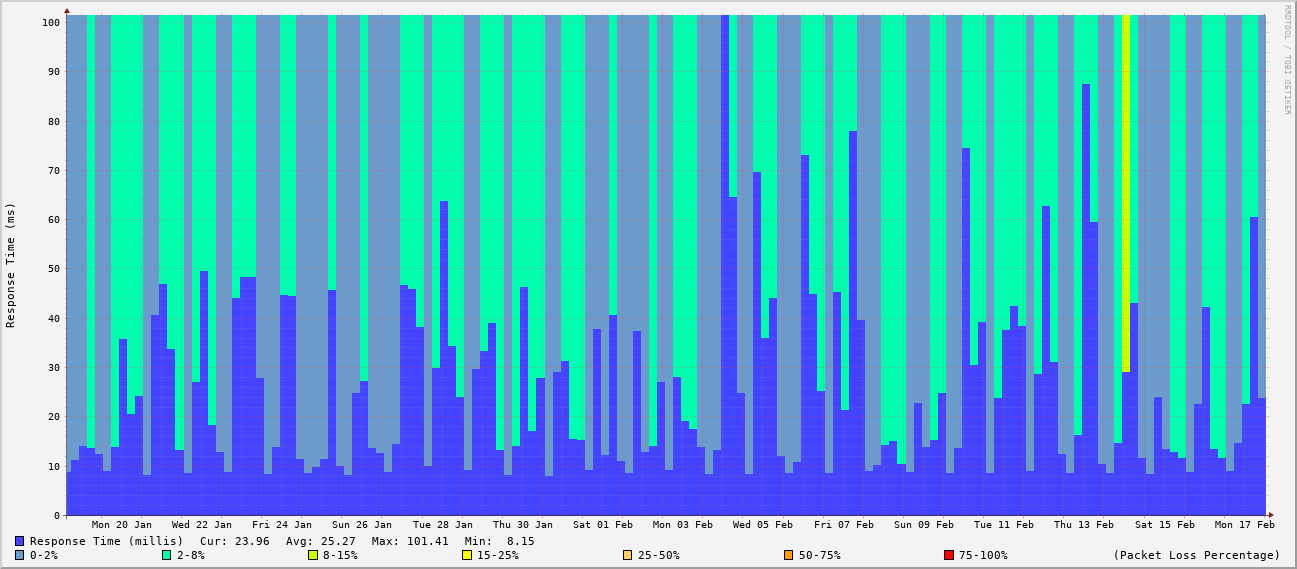 RRDTOOL / TOBI OETIKER
Response Time (ms)
100
90
80
70
60
50
40
30
20
10
0
Mon 20 Jan Wed 22 Jan Fri 24 Jan Sun 26 Jan Tue 28 Jan Thu 30 Jan Sat 01 Feb Mon 03 Feb Wed 05 Feb Fri 07 Feb Sun 09 Feb Tue 11 Feb Thu 13 Feb Sat 15 Feb Mon 17 Feb
Response Time (millis) Cur: 23.96 Avg: 25.27 Max: 101.41 Min: 8.15
0-2% 2-8% 8-15% 15-25% 25-50% 50-75% 75-100% (Packet Loss Percentage)